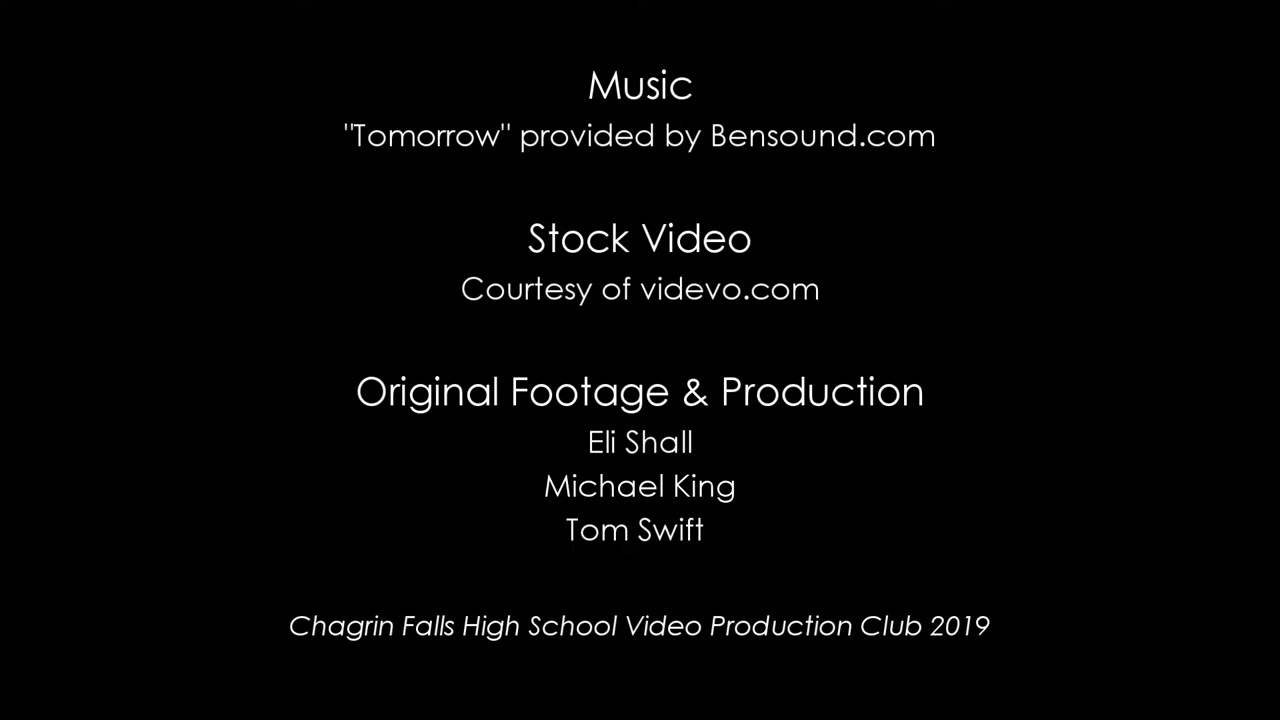 Music
"Tomorrow" provided by Bensound.com
Stock Video
Courtesy of videvo.com
Original Footage & Production
Eli Shall
Michael King
Tom Swift
Chagrin Falls High School Video Production Club 2019